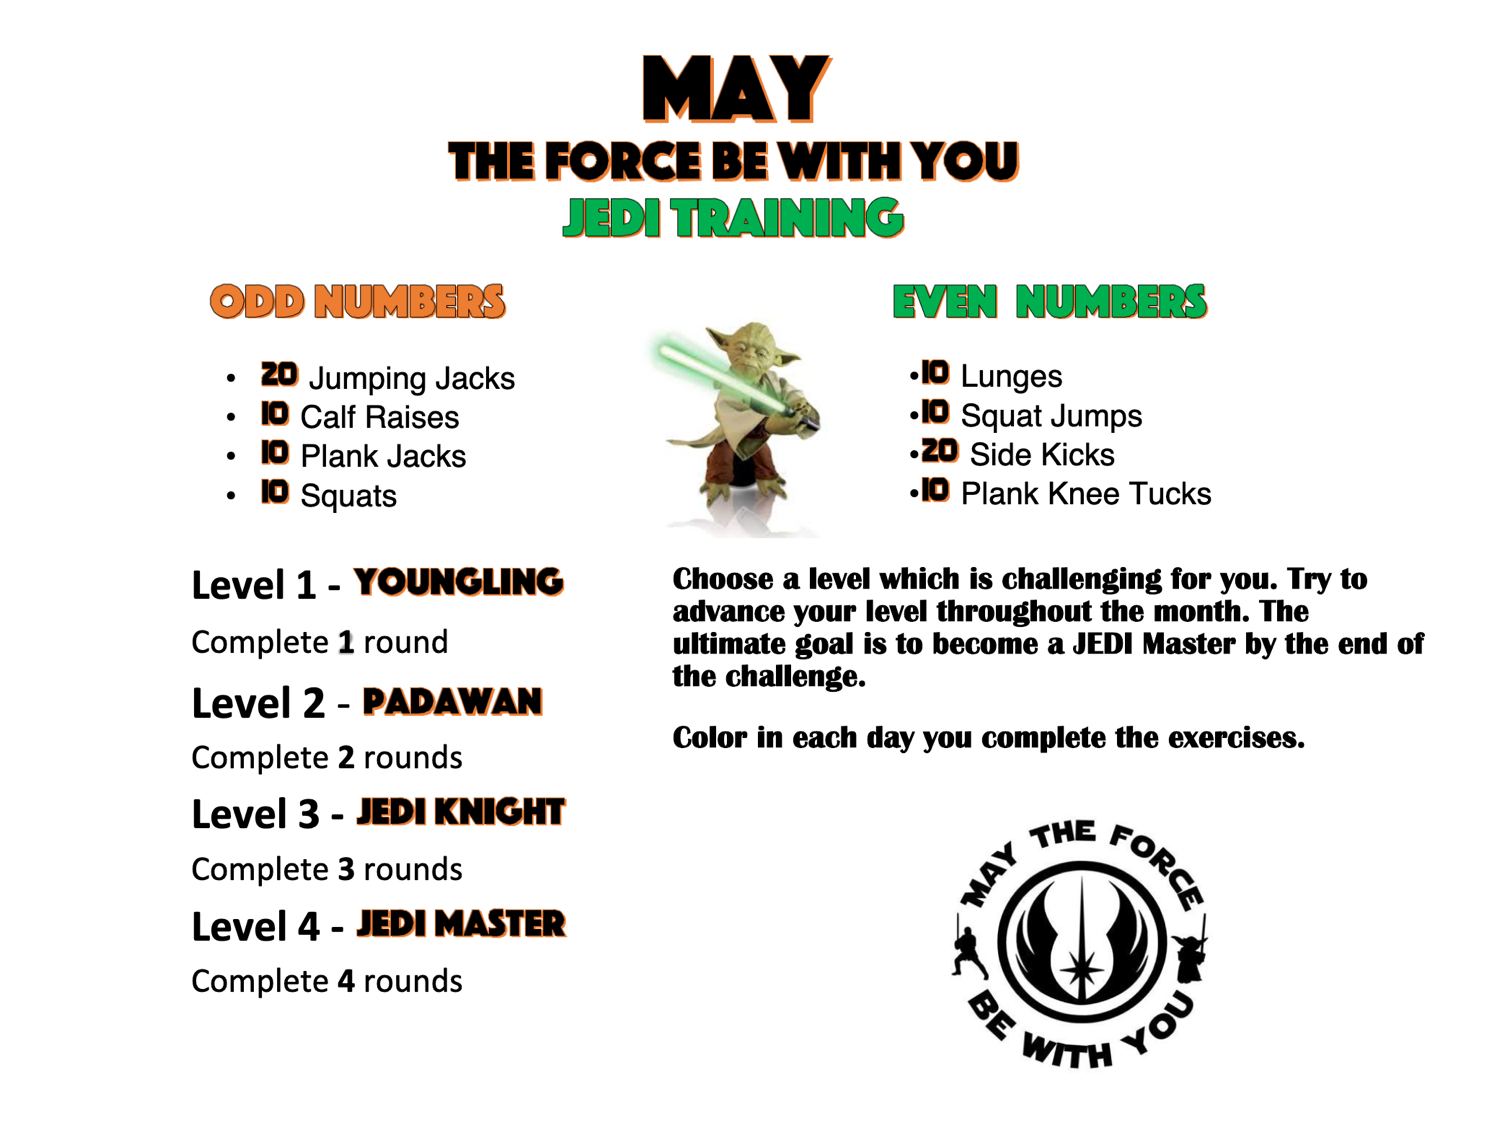 MAY
THE FORCE BE WITH YOU
JEDI TRAINING
ODD NUMBERS
• 20 Jumping Jacks
• 10 Calf Raises
• 10 Plank Jacks
• 10 Squats
EVEN NUMBERS
•10 Lunges
•10 Squat Jumps
•20 Side Kicks
•10 Plank Knee Tucks
Level 1 - YOUNGLING
Complete 1 round
Level 2 - PADAWAN
Complete 2 rounds
Level 3 - JEDI KNIGHT
Complete 3 rounds
Level 4 - JEDI MASTER
Complete 4 rounds
Choose a level which is challenging for you. Try to
advance your level throughout the month. The
ultimate goal is to become a JEDI Master by the end of
the challenge.
Color in each day you complete the exercises.
MAY THE FORCE
BE WITH YOU